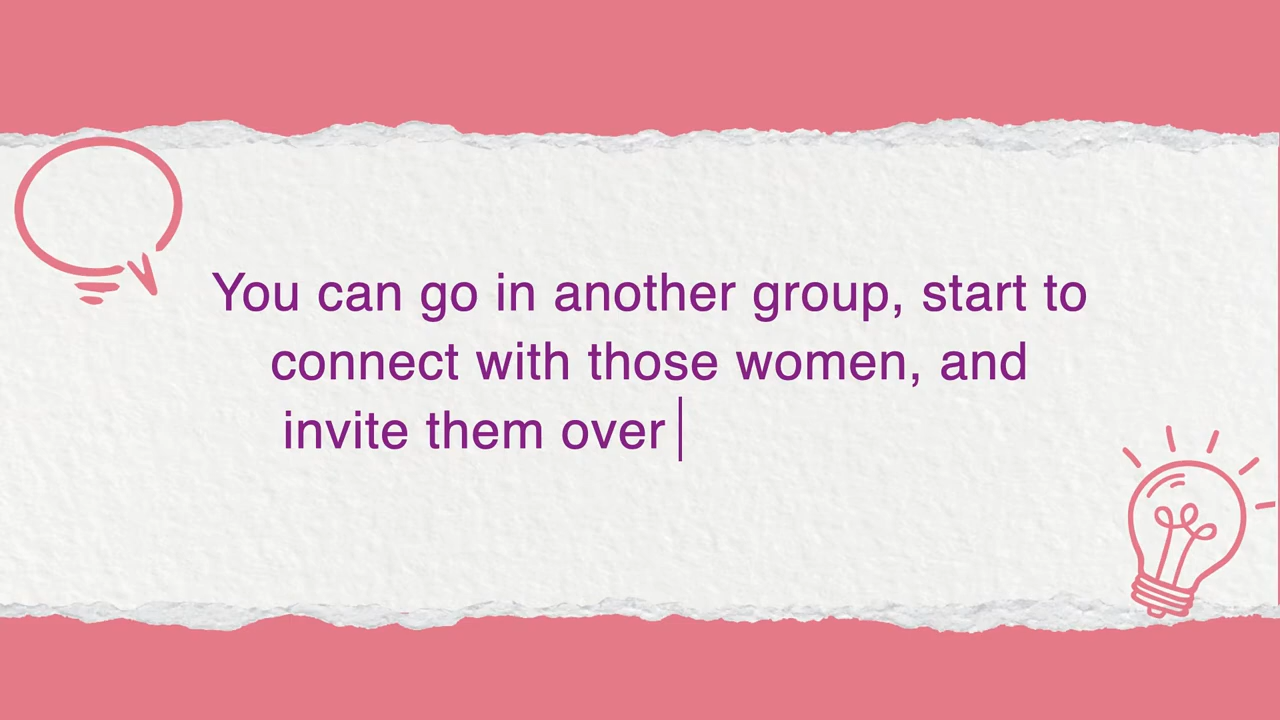 You can go in another group, start to
connect with those women, and
invite them over